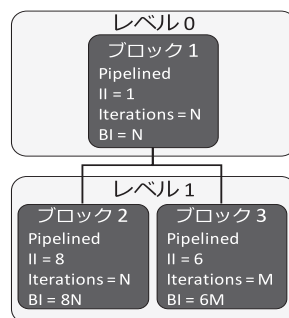 レベル 0
ブロック 1
Pipelined
II = 1
Iterations = N
BI = N
レベル 1
ブロック 2
Pipelined
II = 8
Iterations = N
BI = 8N
ブロック 3
Pipelined
II = 6
Iterations = M
BI = 6M